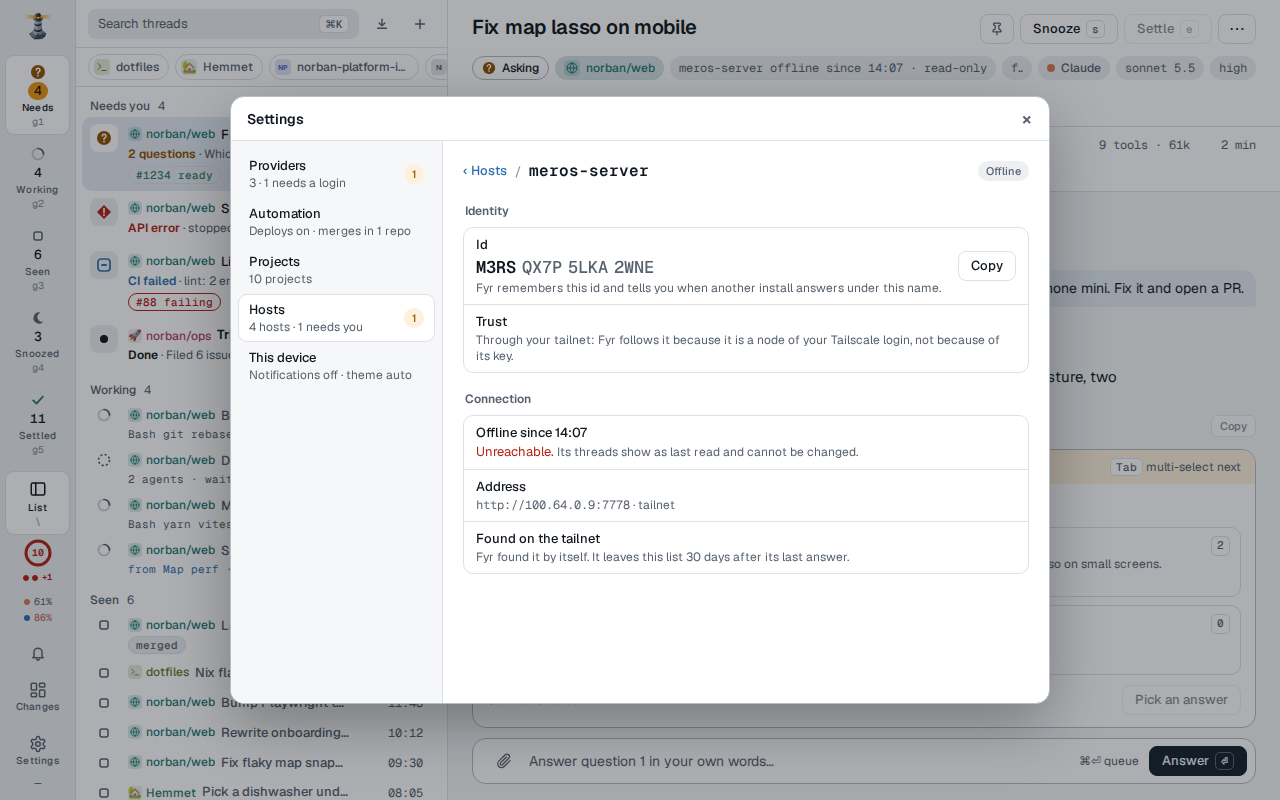 Search threads ⌘K
Fix map lasso on mobile
Snooze s
Settle e
4
Needs
g1
4
Working
g2
6
Seen
g3
3
Snoozed
g4
11
Settled
g5
List
\
10
+1
61%
86%
Changes
Settings
dotfiles
Hemmet
NP norban-platform-i…
Asking
norban/web
meros-server offline since 14:07 · read-only
f…
Claude
sonnet 5.5
high
Needs you 4
norban/web F
2 questions · Whic
#1234 ready
norban/web S
API error · stopped
norban/web Li
CI failed · lint: 2 er
#88 failing
norban/ops Tr
Done · Filed 6 issue
Working 4
norban/web B
Bash git rebase
norban/web D
2 agents · wait
norban/web M
Bash yarn vites
norban/web S
from Map perf ·
Seen 6
norban/web L
merged
dotfiles Nix fla
norban/web Bump Playwright t… 11:43
norban/web Rewrite onboarding… 10:12
norban/web Fix flaky map snap… 09:30
Hemmet Pick a dishwasher und… 08:05
Settings
×
Providers
3 · 1 needs a login
1
Automation
Deploys on · merges in 1 repo
Projects
10 projects
Hosts
4 hosts · 1 needs you
1
This device
Notifications off · theme auto
‹ Hosts / meros-server
Offline
Identity
Id
M3RS QX7P 5LKA 2WNE
Copy
Fyr remembers this id and tells you when another install answers under this name.
Trust
Through your tailnet: Fyr follows it because it is a node of your Tailscale login, not because of
its key.
Connection
Offline since 14:07
Unreachable. Its threads show as last read and cannot be changed.
Address
http://100.64.0.9:7778 · tailnet
Found on the tailnet
Fyr found it by itself. It leaves this list 30 days after its last answer.
9 tools · 61k 2 min
one mini. Fix it and open a PR.
sture, two
Copy
Tab multi-select next
2
so on small screens.
0
Pick an answer
Answer question 1 in your own words…
⌘⏎ queue
Answer ⏎